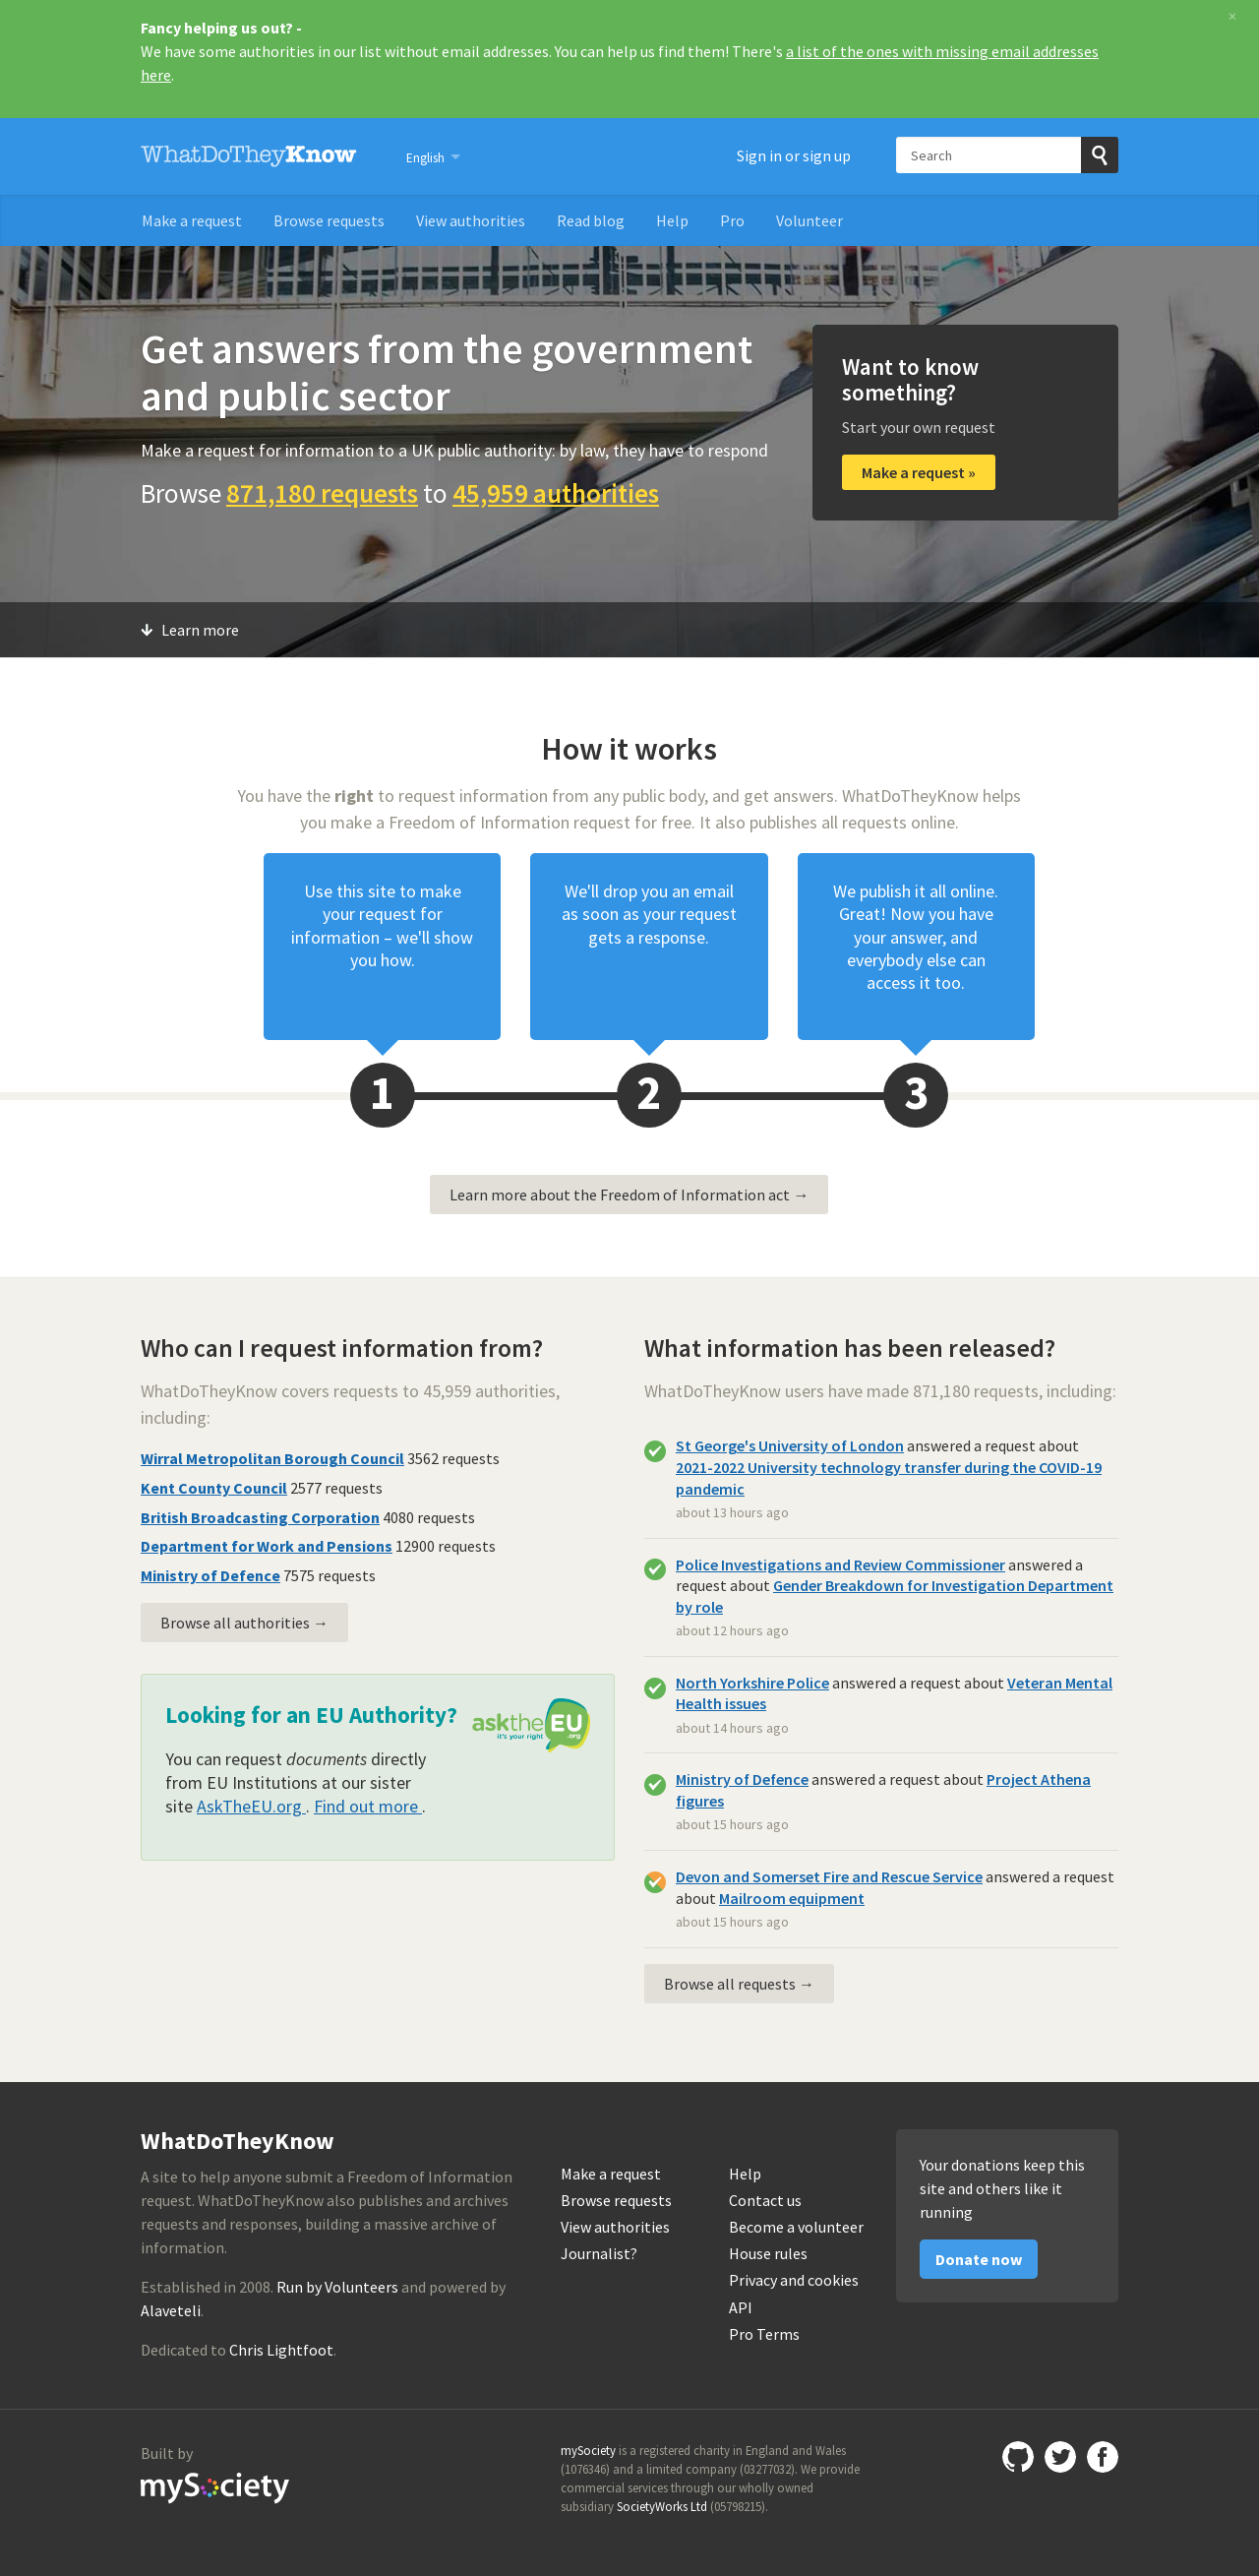 Fancy helping us out? -
We have some authorities in our list without email addresses. You can help us find them! There's a list of the ones with missing email addresses
here.
×
WhatDoTheyKnow
English
Sign in or sign up
Search
Make a request
Browse requests
View authorities
Read blog
Help
Pro
Volunteer
Get answers from the government
and public sector
Make a request for information to a UK public authority: by law, they have to respond
Browse 871,180 requests to 45,959 authorities
Want to know
something?
Start your own request
Make a request »
Learn more
How it works
You have the right to request information from any public body, and get answers. WhatDoTheyKnow helps
you make a Freedom of Information request for free. It also publishes all requests online.
Use this site to make
your request for
information – we'll show
you how.
We'll drop you an email
as soon as your request
gets a response.
We publish it all online.
Great! Now you have
your answer, and
everybody else can
access it too.
1
2
3
Learn more about the Freedom of Information act →
Who can I request information from?
WhatDoTheyKnow covers requests to 45,959 authorities,
including:
Wirral Metropolitan Borough Council 3562 requests
Kent County Council 2577 requests
British Broadcasting Corporation 4080 requests
Department for Work and Pensions 12900 requests
Ministry of Defence 7575 requests
Browse all authorities →
Looking for an EU Authority?
asktheEU
.org
it's your right
You can request documents directly
from EU Institutions at our sister
site AskTheEU.org . Find out more .
What information has been released?
WhatDoTheyKnow users have made 871,180 requests, including:
St George's University of London answered a request about
2021-2022 University technology transfer during the COVID-19
pandemic
about 13 hours ago
Police Investigations and Review Commissioner answered a
request about Gender Breakdown for Investigation Department
by role
about 12 hours ago
North Yorkshire Police answered a request about Veteran Mental
Health issues
about 14 hours ago
Ministry of Defence answered a request about Project Athena
figures
about 15 hours ago
Devon and Somerset Fire and Rescue Service answered a request
about Mailroom equipment
about 15 hours ago
Browse all requests →
WhatDoTheyKnow
A site to help anyone submit a Freedom of Information
request. WhatDoTheyKnow also publishes and archives
requests and responses, building a massive archive of
information.
Established in 2008. Run by Volunteers and powered by
Alaveteli.
Dedicated to Chris Lightfoot.
Make a request
Browse requests
View authorities
Journalist?
Help
Contact us
Become a volunteer
House rules
Privacy and cookies
API
Pro Terms
Your donations keep this
site and others like it
running
Donate now
Built by
mySociety
mySociety is a registered charity in England and Wales
(1076346) and a limited company (03277032). We provide
commercial services through our wholly owned
subsidiary SocietyWorks Ltd (05798215).